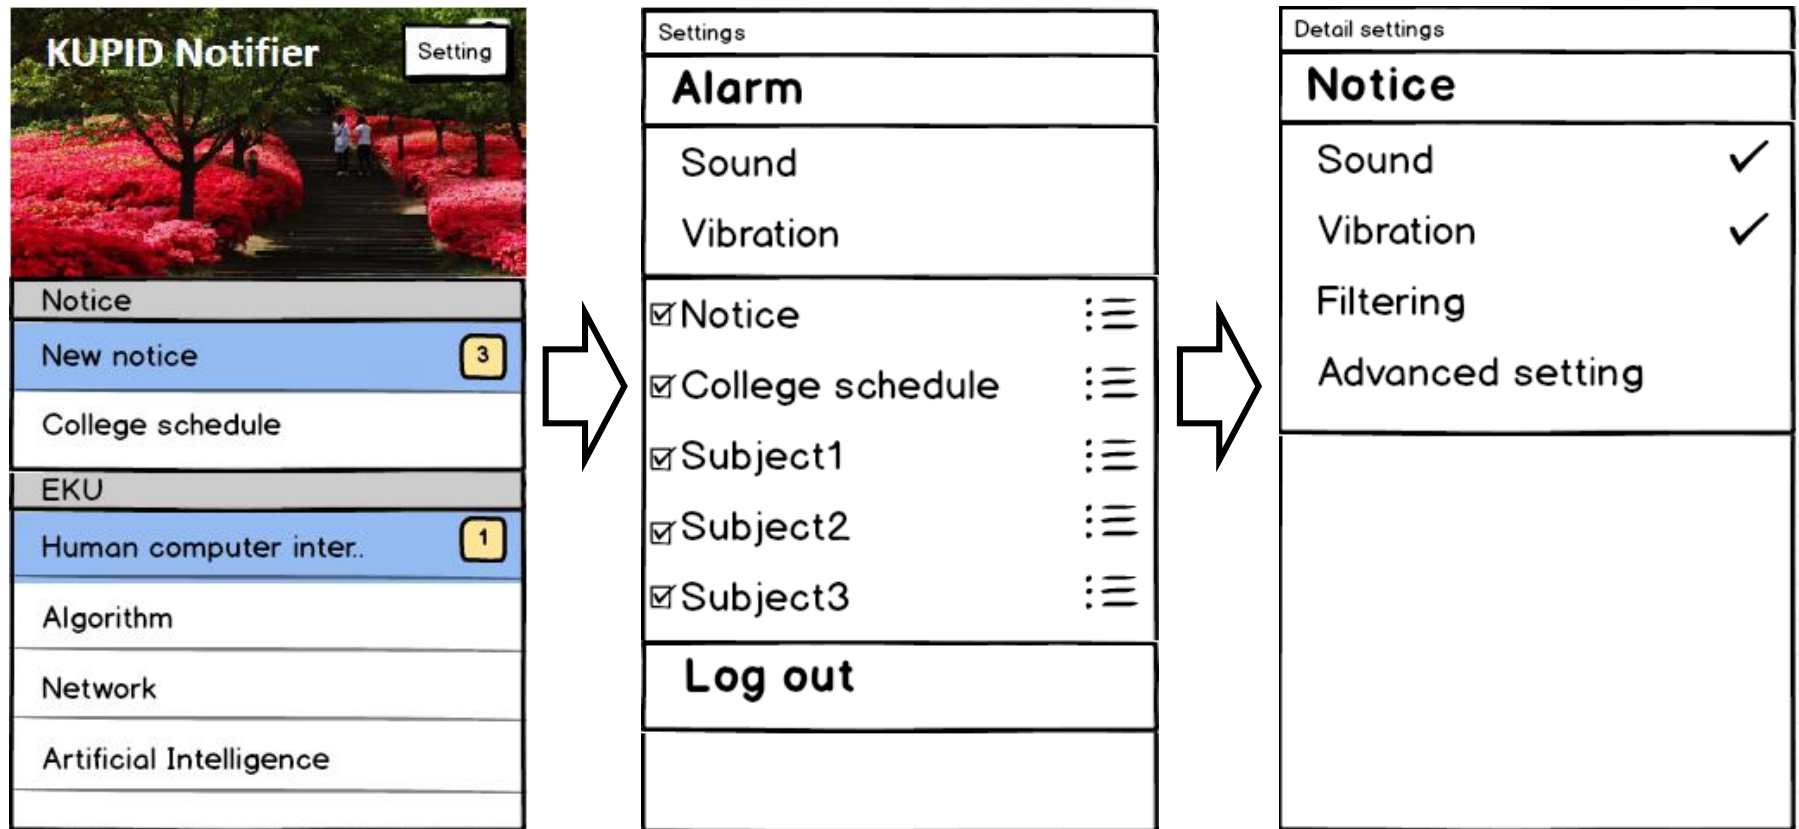 KUPID Notifier
Setting
Notice
New notice
3
College schedule
EKU
Human computer inter..
1
Algorithm
Network
Artificial Intelligence
Settings
Alarm
Sound
Vibration
Notice
College schedule
Subject1
Subject2
Subject3
Log out
Detail settings
Notice
Sound
Vibration
Filtering
Advanced setting